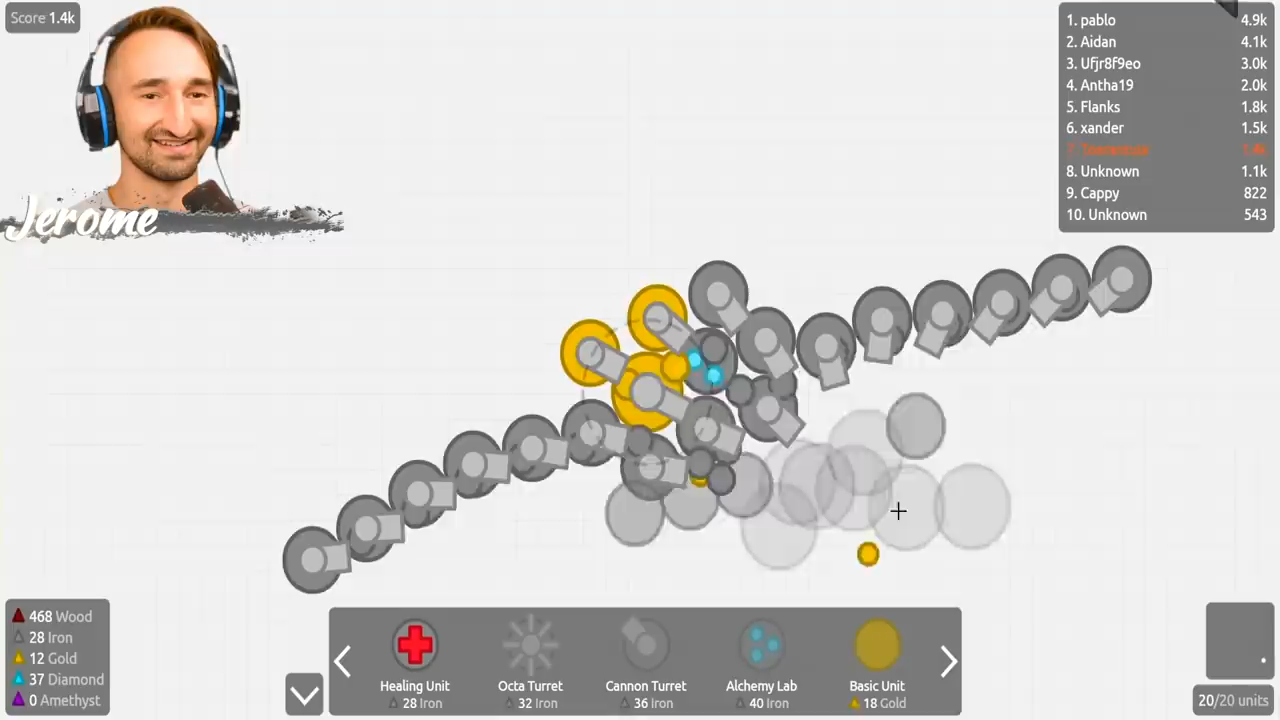 Score 1.4k
Jerome
1. pablo 4.9k
2. Aidan 4.1k
3. Ufjr8f9eo 3.0k
4. Antha19 2.0k
5. Flanks 1.8k
6. xander 1.5k
7. 1.4k
8. Unknown 1.1k
9. Cappy 822
10. Unknown 543
468 Wood
28 Iron
12 Gold
37 Diamond
0 Amethyst
Healing Unit
28 Iron
Octa Turret
32 Iron
Cannon Turret
36 Iron
Alchemy Lab
40 Iron
Basic Unit
18 Gold
20/20 units